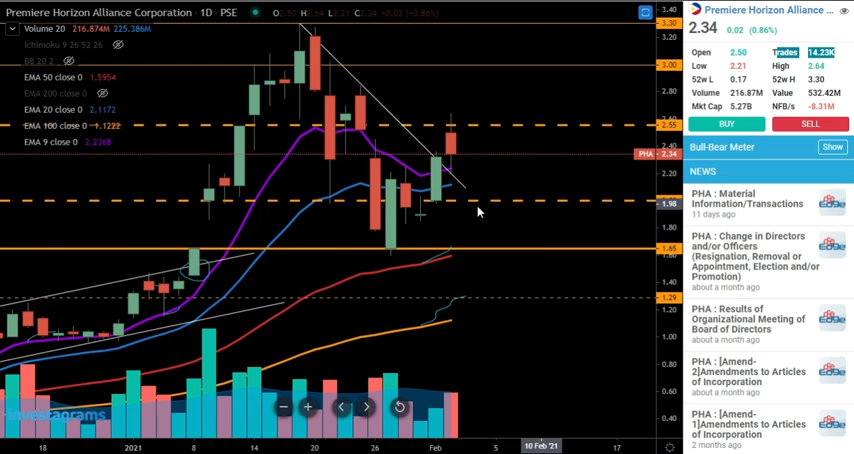 Premiere Horizon Alliance Corporation · 1D · PSE
O2.50 H2.64 L2.21 C2.34 +0.02 (+0.86%)
Volume 20 216.874M 225.386M
Ichimoku 9 26 52 26
BB 20 2
EMA 50 close 0 1.5954
EMA 200 close 0
EMA 20 close 0 2.1172
EMA 100 close 0 1.1222
EMA 9 close 0 2.2368
3.40
3.30
3.00
2.80
2.60
2.55
2.40
PHA 2.34
2.20
1.98
1.80
1.65
1.60
1.40
1.29
1.20
1.00
0.80
0.60
0.40
investagrams
18
2021
8
14
20
26
Feb
5
10 Feb '21
17
Premiere Horizon Alliance ...
2.34 0.02 (0.86%)
Open 2.50 Trades 14.23K
Low 2.21 High 2.64
52w L 0.17 52w H 3.30
Volume 216.87M Value 532.42M
Mkt Cap 5.27B NFB/s -8.31M
BUY SELL
Bull-Bear Meter Show
NEWS
PHA : Material
Information/Transactions
11 days ago
EDGE
PHA : Change in Directors
and/or Officers
(Resignation, Removal or
Appointment, Election and/or
Promotion)
about a month ago
EDGE
PHA : Results of
Organizational Meeting of
Board of Directors
about a month ago
EDGE
PHA : [Amend-
2]Amendments to Articles
of Incorporation
about a month ago
EDGE
PHA : [Amend-
1]Amendments to Articles
of Incorporation
2 months ago
EDGE